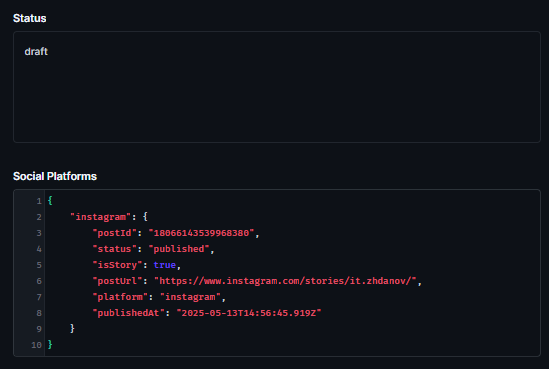 Status
draft
Social Platforms
1 {
2 "instagram": {
3 "postId": "18066143539968380",
4 "status": "published",
5 "isStory": true,
6 "postUrl": "https://www.instagram.com/stories/it.zhdanov/",
7 "platform": "instagram",
8 "publishedAt": "2025-05-13T14:56:45.919Z"
9 }
10 }